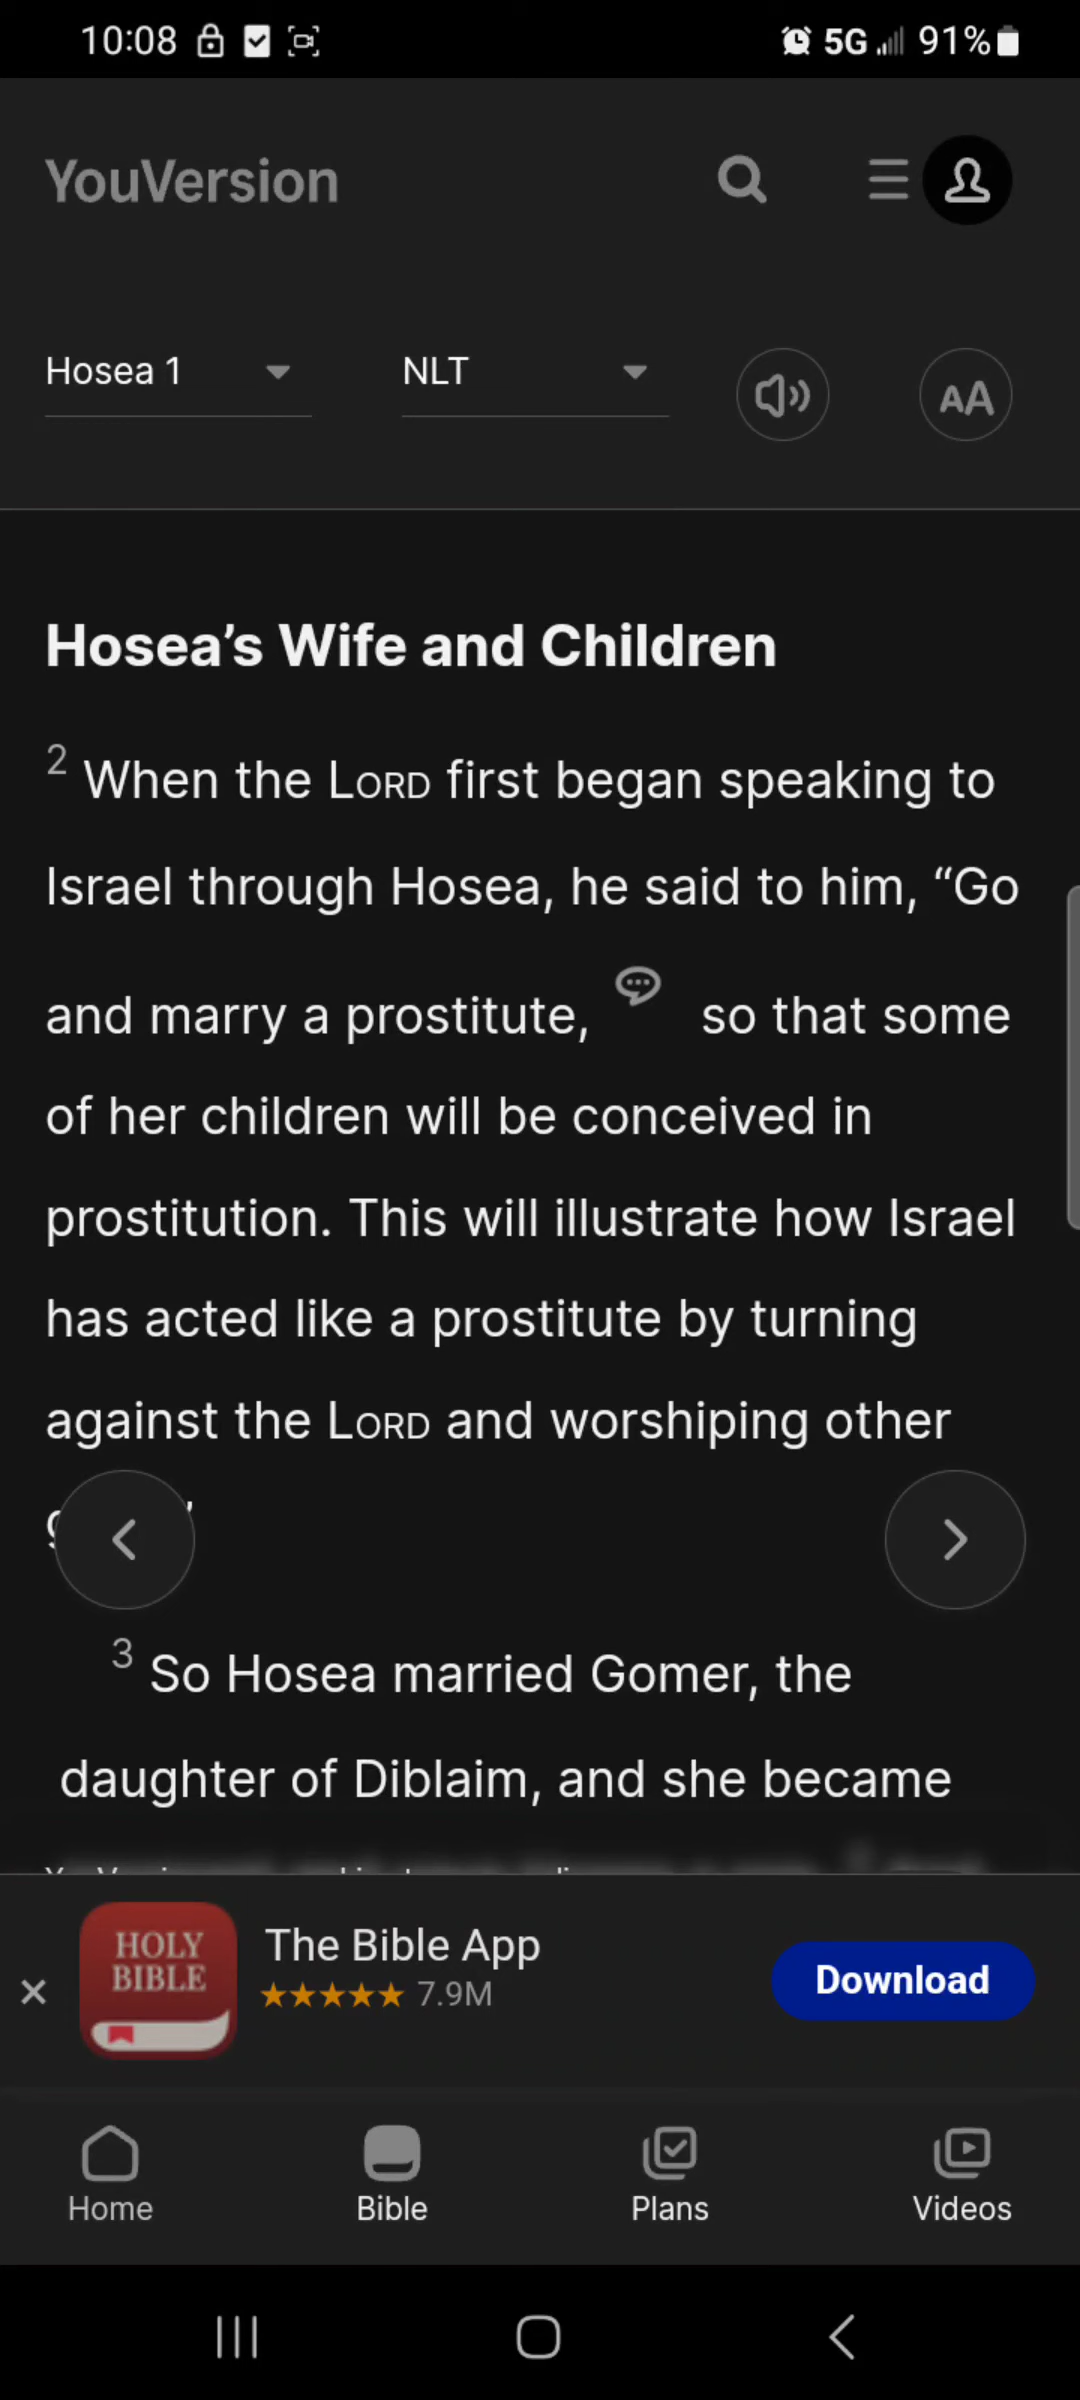 10:08 5G 91%
YouVersion
Hosea 1 NLT AA
Hosea’s Wife and Children
2 When the LORD first began speaking to
Israel through Hosea, he said to him, “Go
and marry a prostitute, so that some
of her children will be conceived in
prostitution. This will illustrate how Israel
has acted like a prostitute by turning
against the LORD and worshiping other
3 So Hosea married Gomer, the
daughter of Diblaim, and she became
HOLY
BIBLE
The Bible App
7.9M
Download
Home Bible Plans Videos